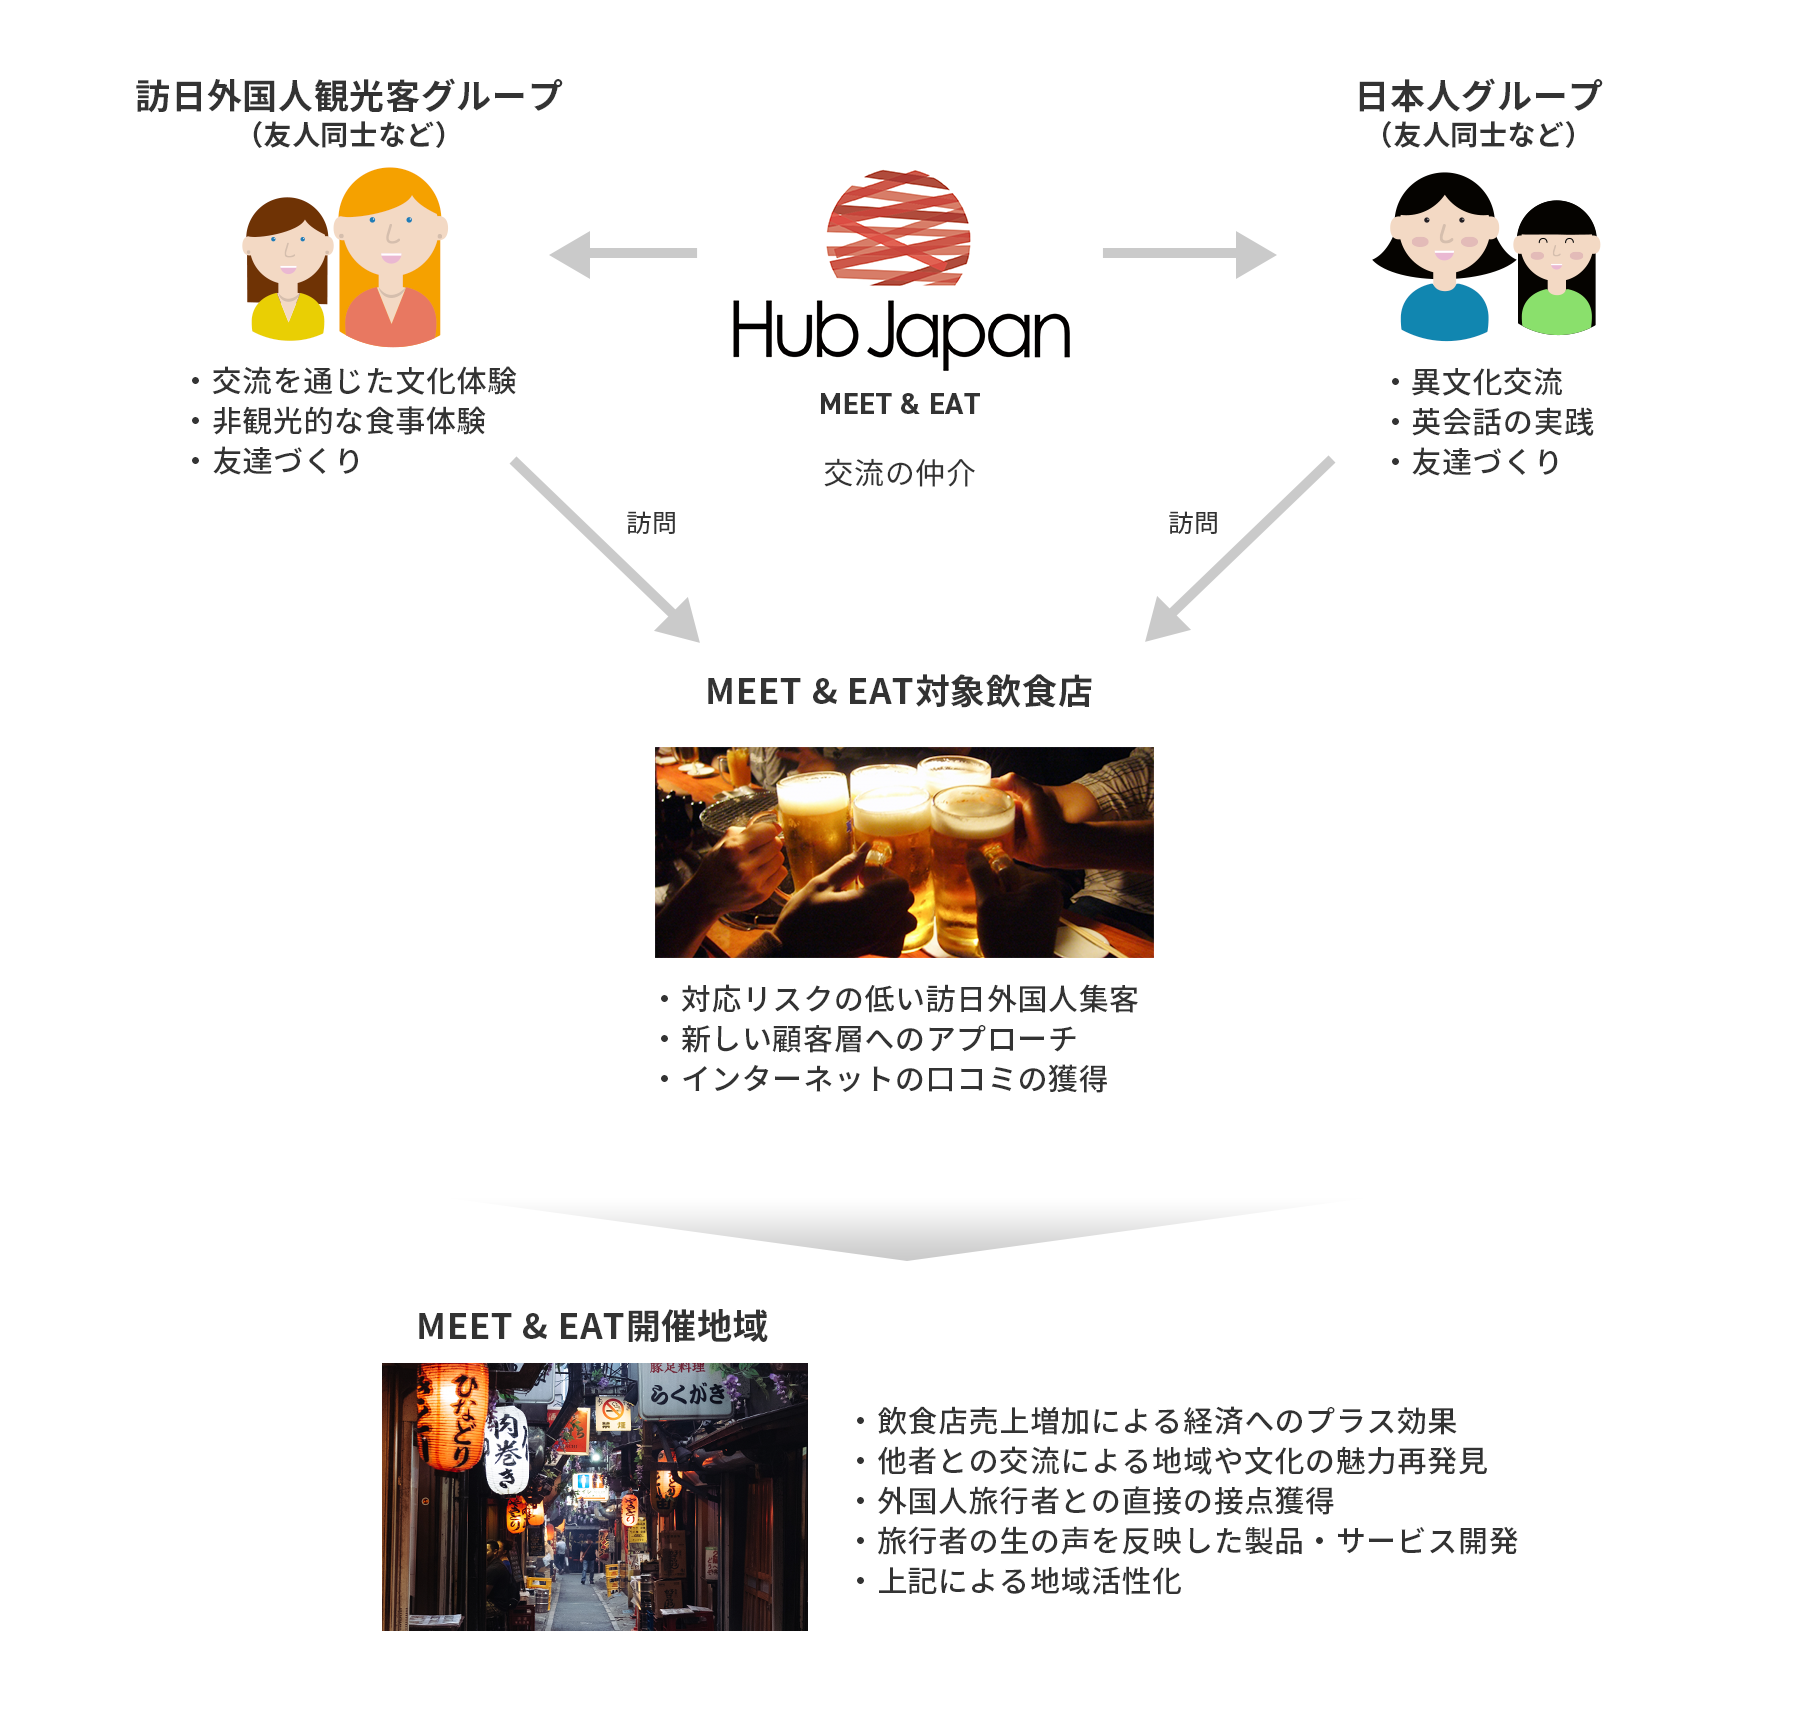 訪日外国人観光客グループ
（友人同士など）
日本人グループ
（友人同士など）
Hub Japan
MEET & EAT
交流の仲介
・交流を通じた文化体験
・非観光的な食事体験
・友達づくり
・異文化交流
・英会話の実践
・友達づくり
訪問
訪問
MEET & EAT対象飲食店
・対応リスクの低い訪日外国人集客
・新しい顧客層へのアプローチ
・インターネットの口コミの獲得
MEET & EAT開催地域
ひなどり
肉巻き
豚足料理
らくがき
・飲食店売上増加による経済へのプラス効果
・他者との交流による地域や文化の魅力再発見
・外国人旅行者との直接の接点獲得
・旅行者の生の声を反映した製品・サービス開発
・上記による地域活性化